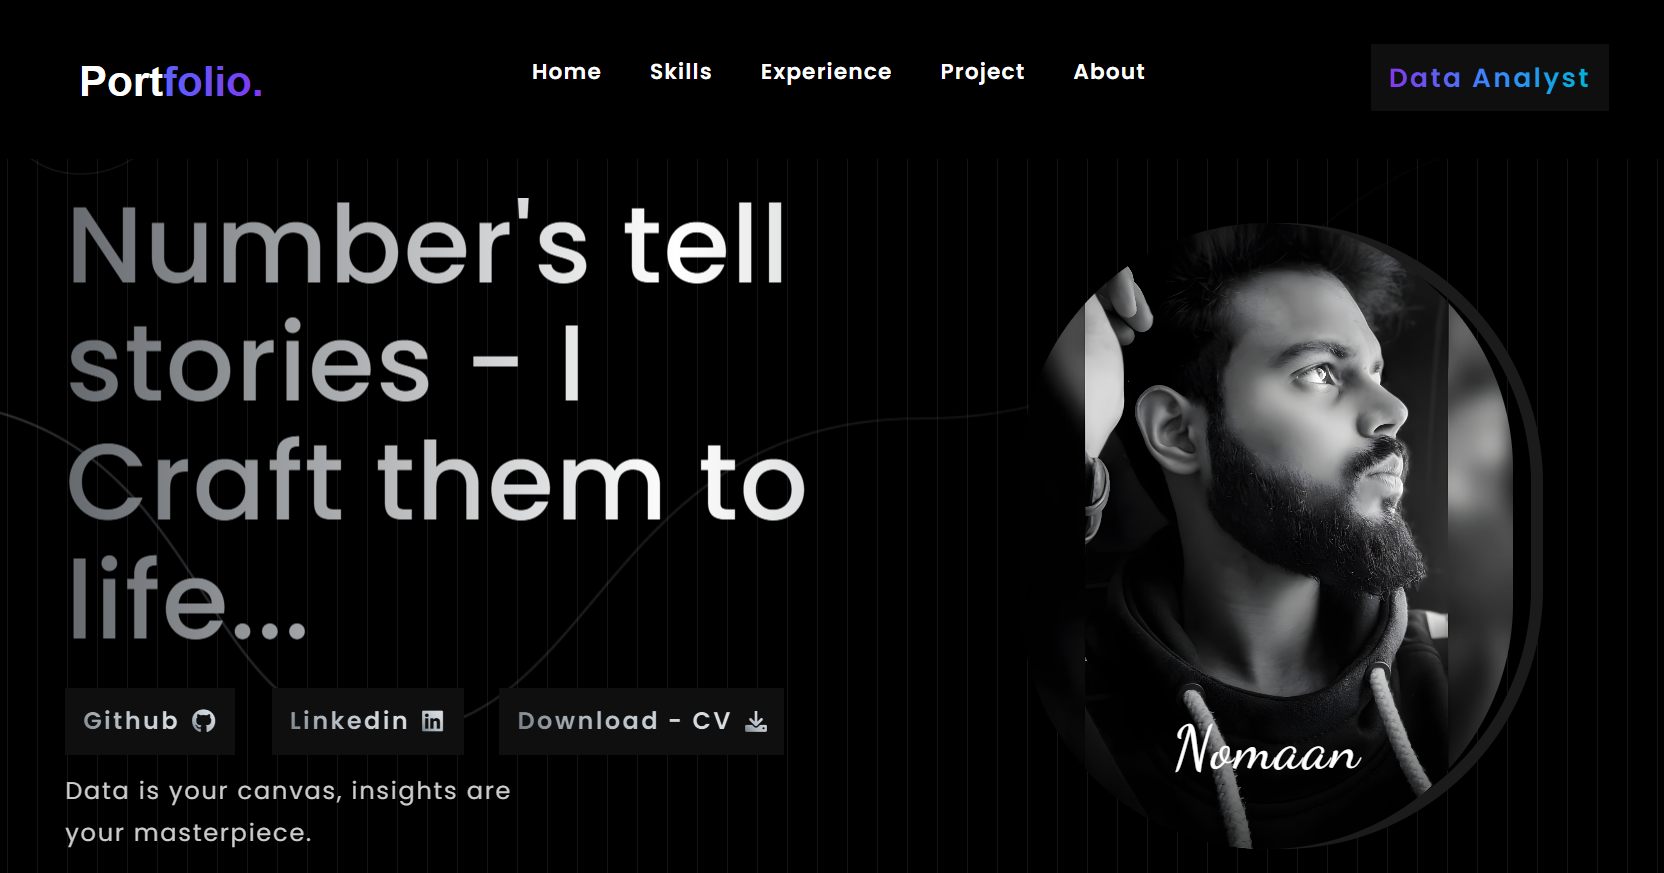 Portfolio.
Home Skills Experience Project About
Data Analyst
Number's tell
stories - I
Craft them to
life...
Github
Linkedin
Download - CV
Data is your canvas, insights are
your masterpiece.
Nomaan